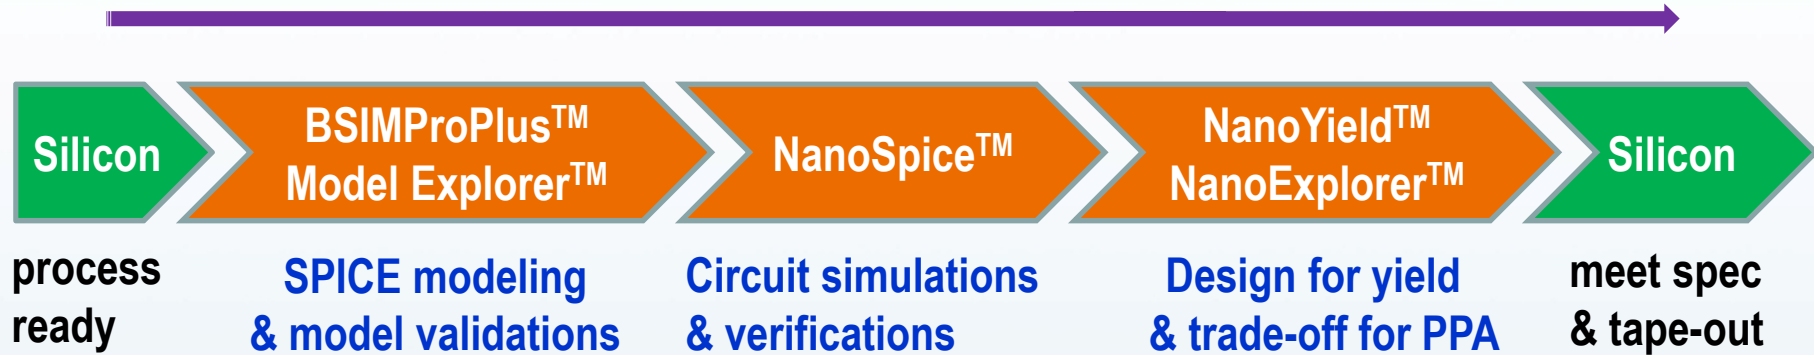 Silicon
BSIMProPlus™
Model Explorer™
NanoSpice™
NanoYield™
NanoExplorer™
Silicon
process
ready
SPICE modeling
& model validations
Circuit simulations
& verifications
Design for yield
& trade-off for PPA
meet spec
& tape-out